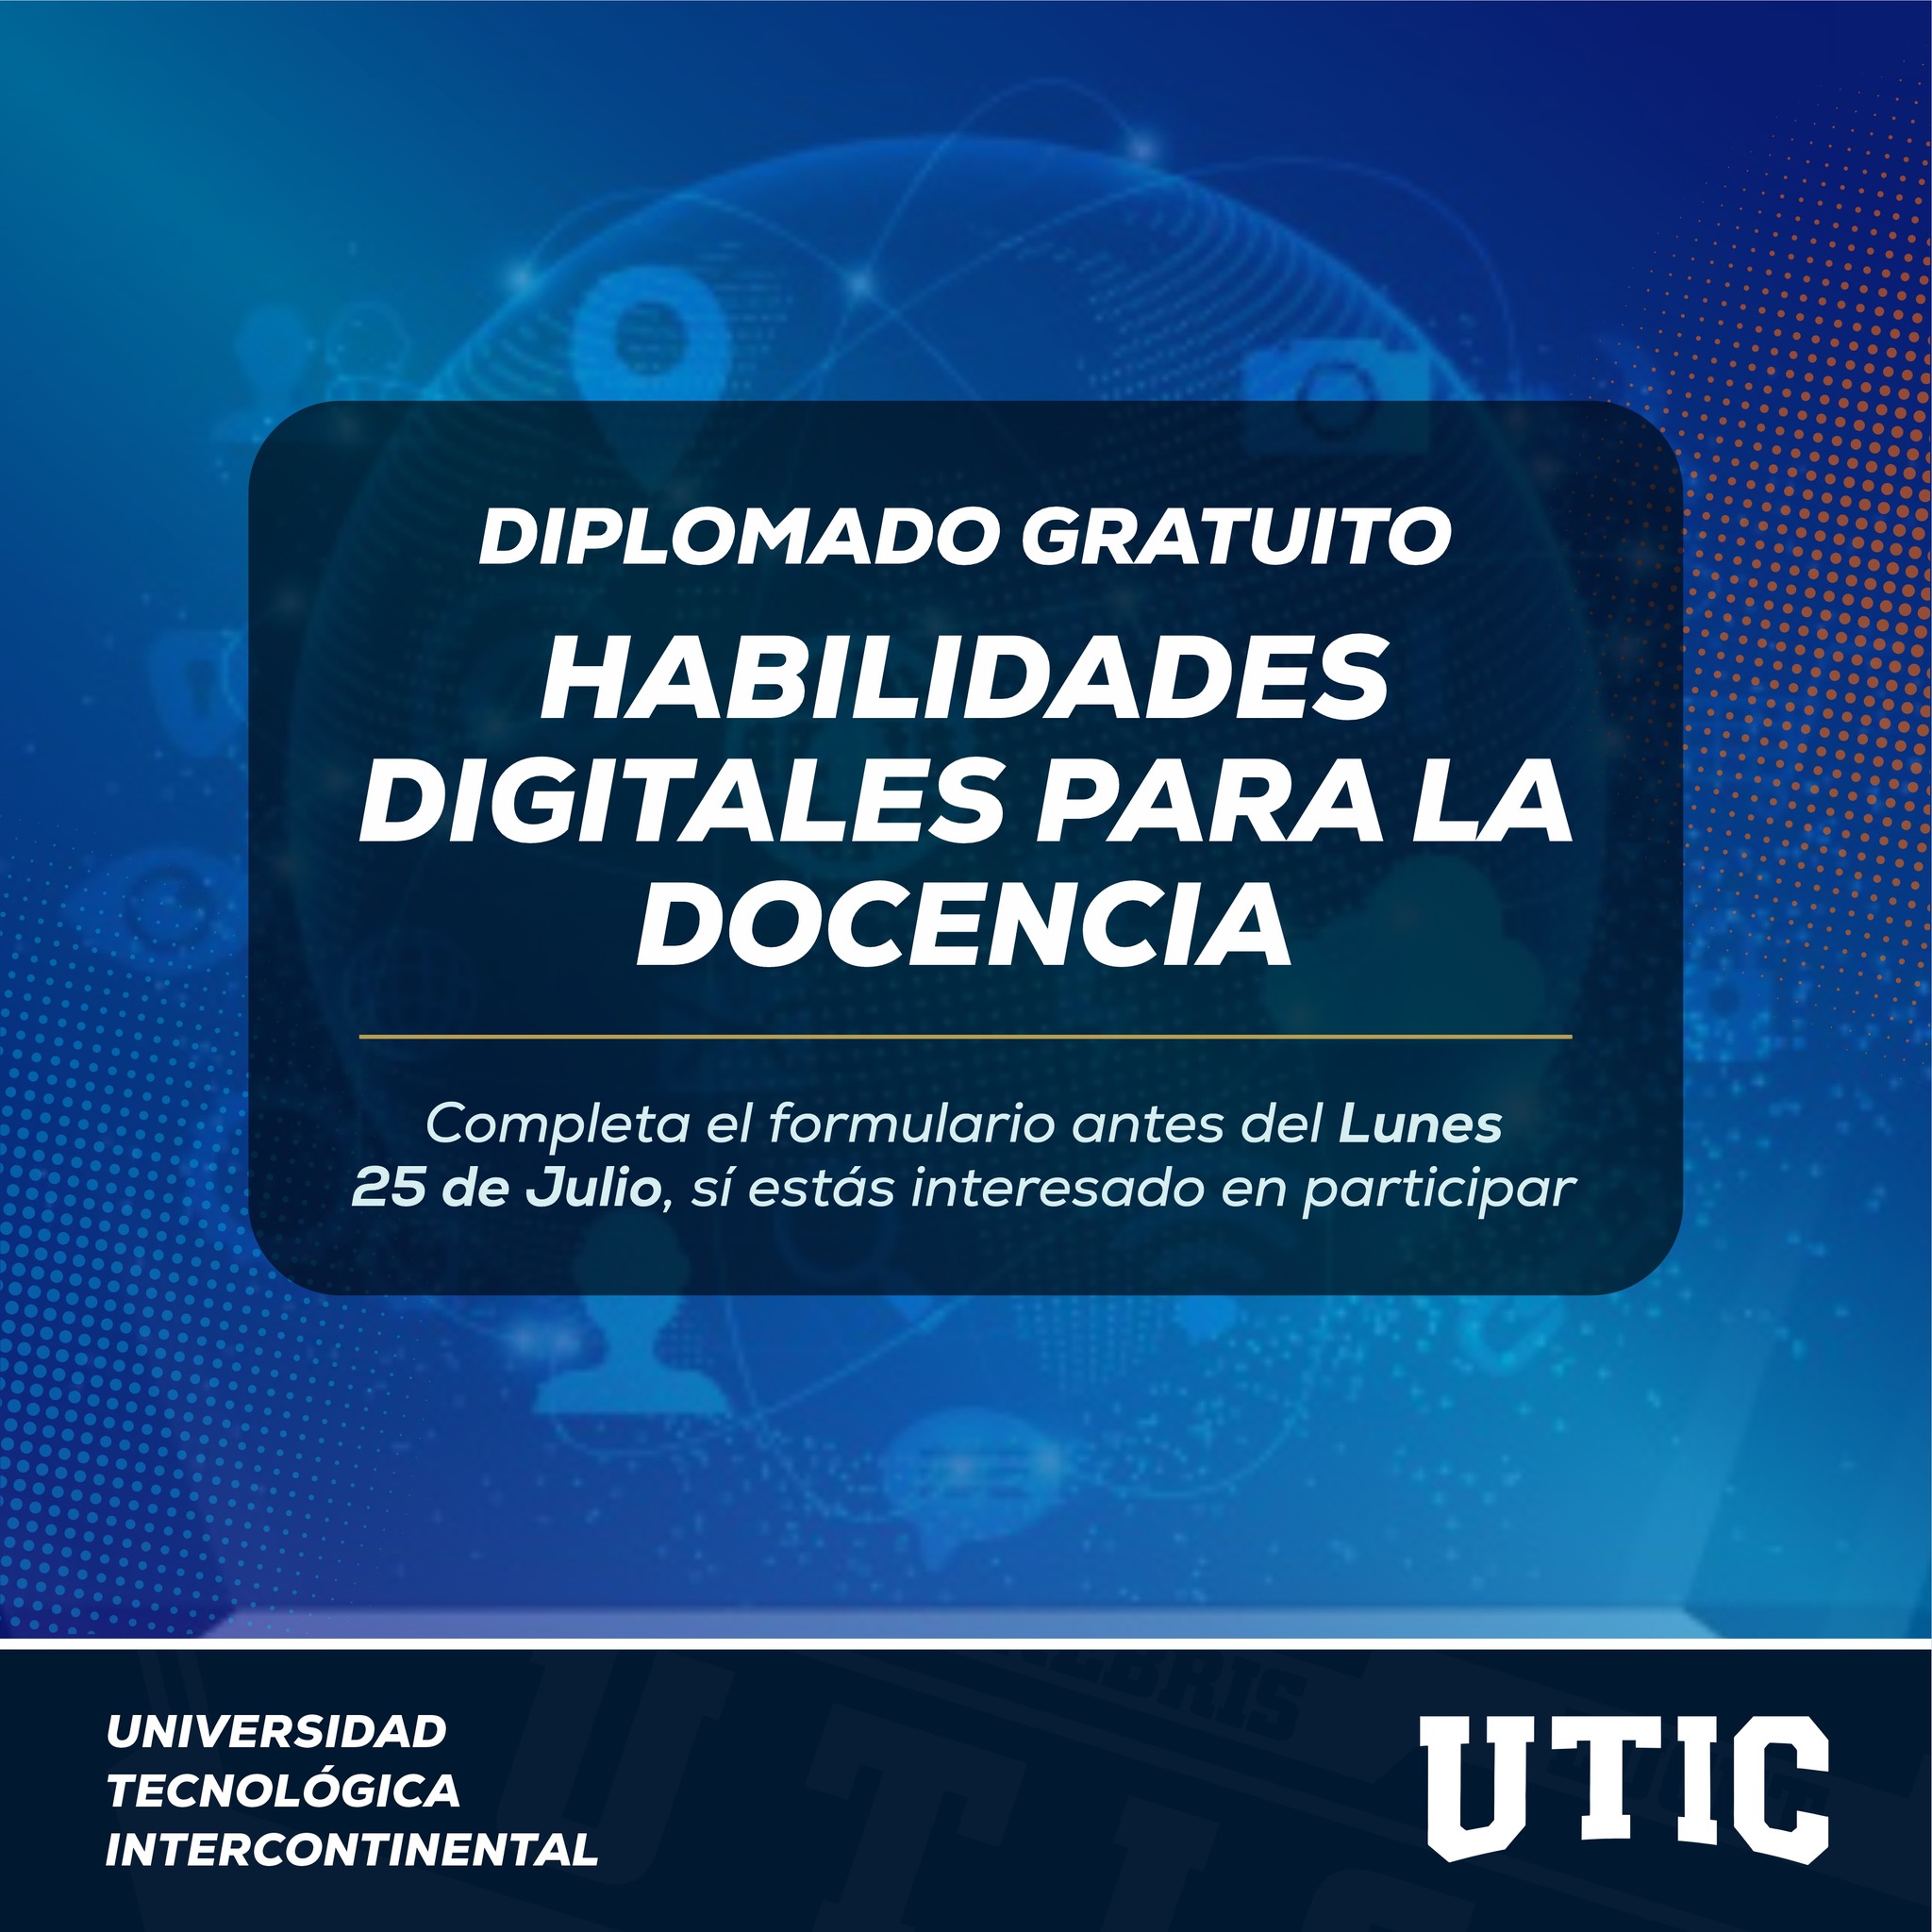 DIPLOMADO GRATUITO
HABILIDADES
DIGITALES PARA LA
DOCENCIA
Completa el formulario antes del Lunes
25 de Julio, sí estás interesado en participar
UNIVERSIDAD
TECNOLÓGICA
INTERCONTINENTAL
UTIC